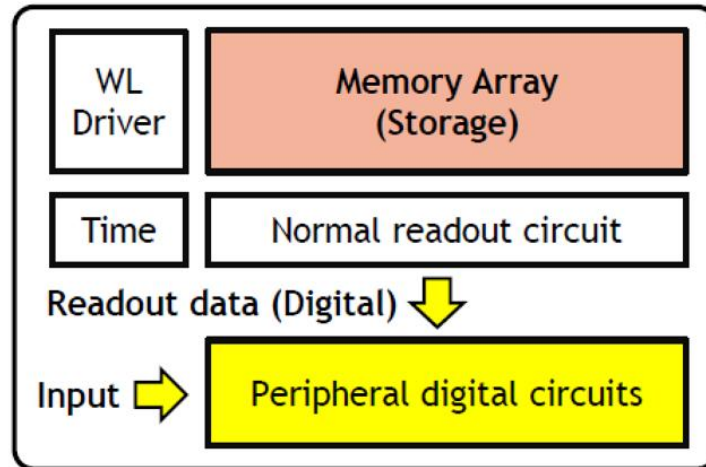 WL
Driver
Memory Array
(Storage)
Time
Normal readout circuit
Readout data (Digital)
Input
Peripheral digital circuits